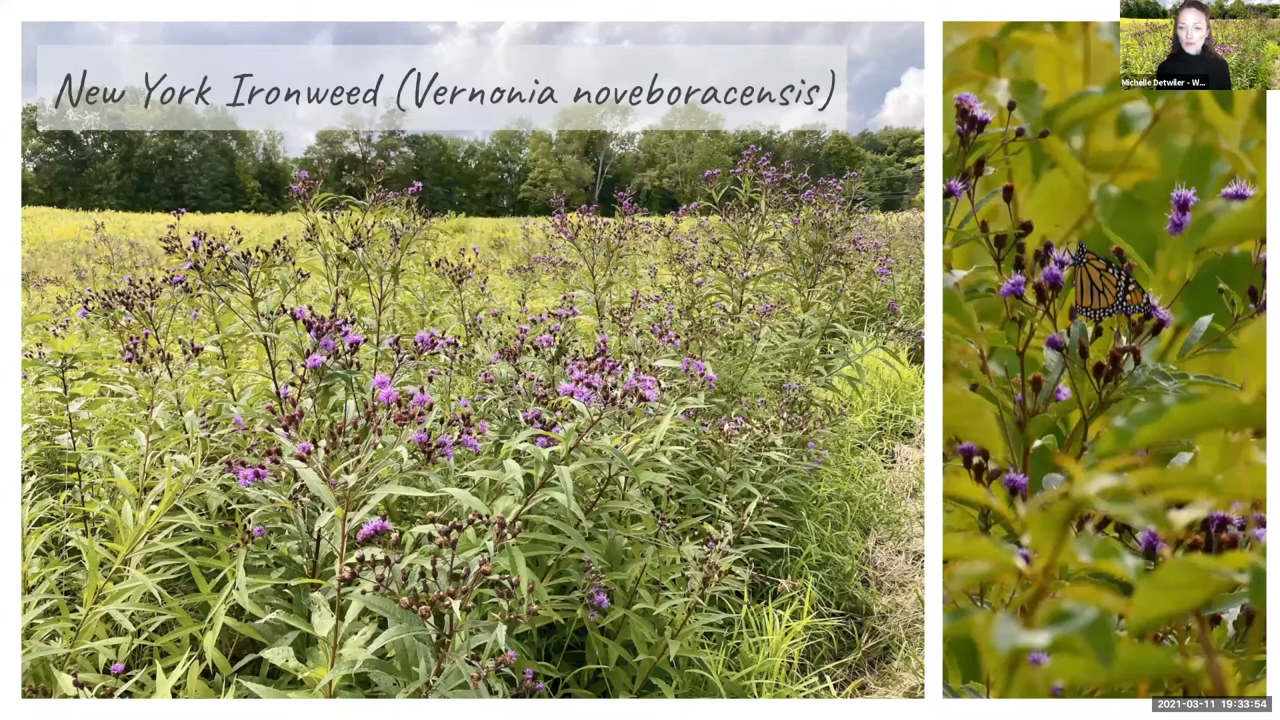 New York Ironweed (Vernonia noveboracensis)
Michelle Detwiler - W...
2021-03-11 19:33:54